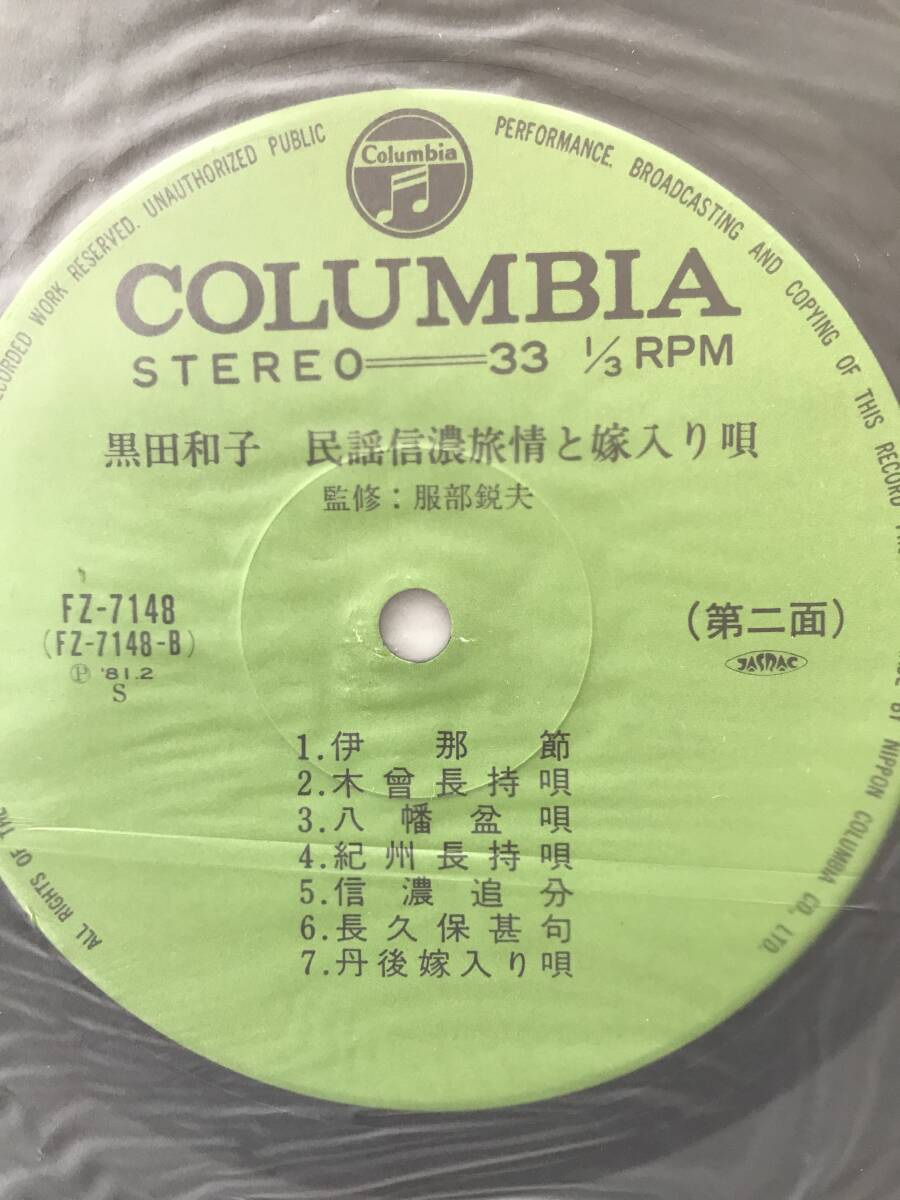 RECORDED WORK RESERVED. UNAUTHORIZED PUBLIC PERFORMANCE. BROADCASTING AND COPYING OF THIS RECORD
Columbia
COLUMBIA
STEREO 33 1/3 RPM
黒田和子 民謡信濃旅情と嫁入り唄
監修:服部鋭夫
FZ-7148
(FZ-7148-B)
Ⓟ '81.2
S
(第二面)
JASRAC
1.伊那節
2.木曾長持唄
3.八幡盆唄
4.紀州長持唄
5.信濃追分
6.長久保甚句
7.丹後嫁入り唄
BY NIPPON COLUMBIA CO., LTD.
ALL RIGHTS OF THE